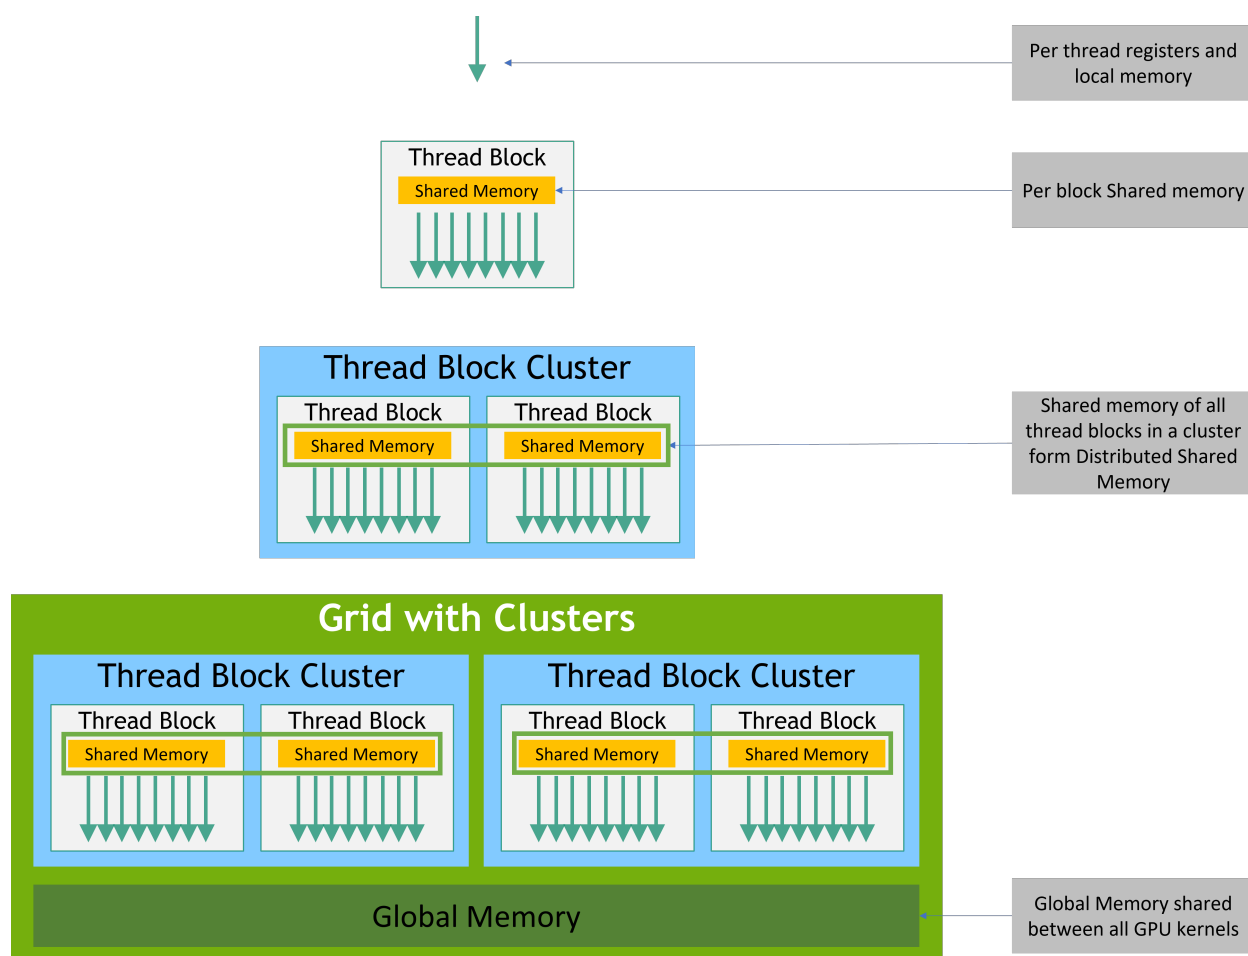 Per thread registers and
local memory
Thread Block
Shared Memory
Per block Shared memory
Thread Block Cluster
Thread Block
Thread Block
Shared Memory
Shared Memory
Shared memory of all
thread blocks in a cluster
form Distributed Shared
Memory
Grid with Clusters
Thread Block Cluster
Thread Block Cluster
Thread Block
Thread Block
Thread Block
Thread Block
Shared Memory
Shared Memory
Shared Memory
Shared Memory
Global Memory
Global Memory shared
between all GPU kernels